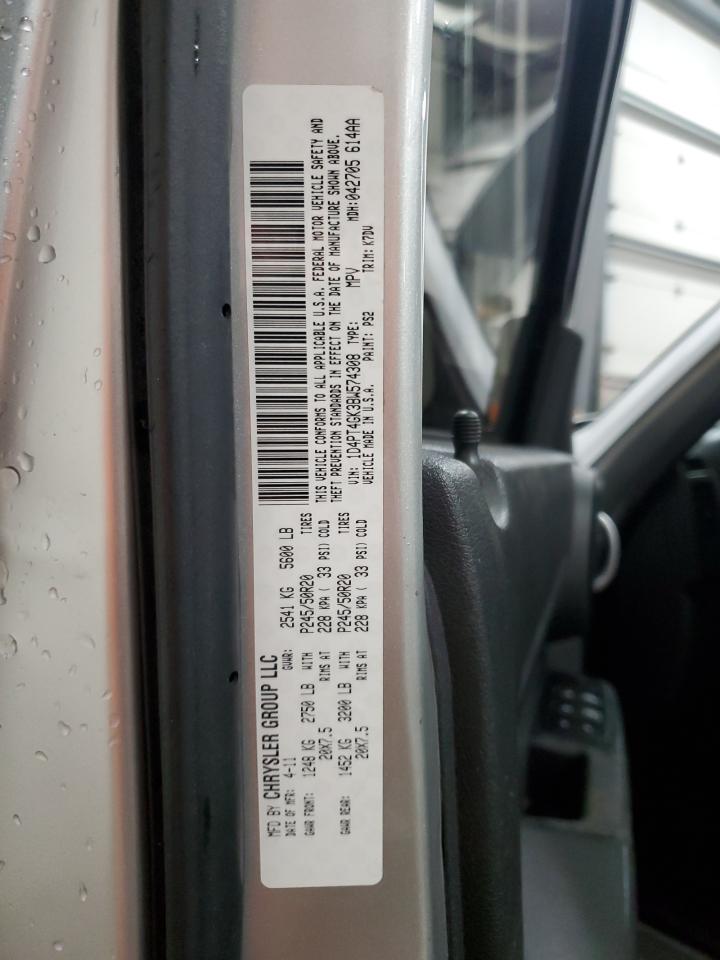 MFD BY CHRYSLER GROUP LLC
DATE OF MFR: 4-11 GVWR: 2541 KG 5600 LB
GAWR FRONT: 1248 KG 2750 LB WITH P245/50R20 TIRES
20X7.5 RIMS AT 228 KPA ( 33 PSI) COLD
GAWR REAR: 1452 KG 3200 LB WITH P245/50R20 TIRES
20X7.5 RIMS AT 228 KPA ( 33 PSI) COLD
THIS VEHICLE CONFORMS TO ALL APPLICABLE U.S.A. FEDERAL MOTOR VEHICLE SAFETY AND
THEFT PREVENTION STANDARDS IN EFFECT ON THE DATE OF MANUFACTURE SHOWN ABOVE.
VIN: 1D4PT4GK3BW574308 TYPE: MPV MDH:042705 614AA
VEHICLE MADE IN U.S.A. PAINT: PS2 TRIM: K7DV